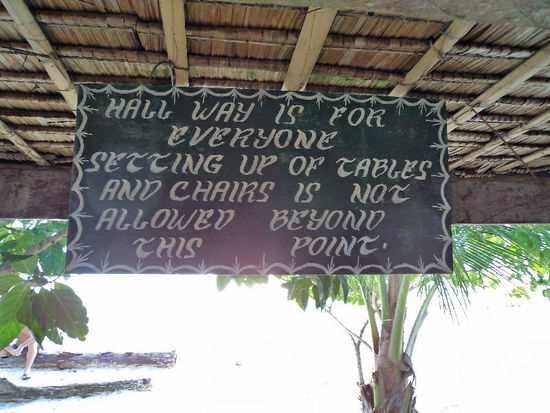 HALL WAY IS FOR
EVERYONE
SETTING UP OF TABLES
AND CHAIRS IS NOT
ALLOWED BEYOND
THIS POINT.